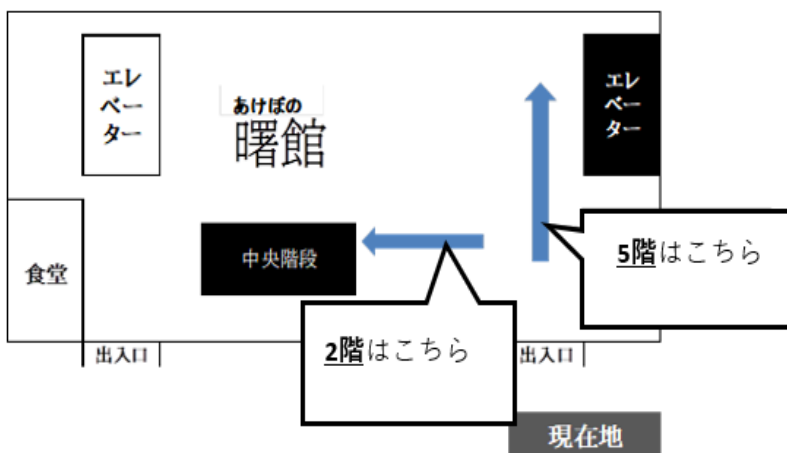 エレ
ベー
ター
あけぼの
曙館
エレ
ベー
ター
中央階段
5階はこちら
食堂
2階はこちら
出入口
出入口
現在地